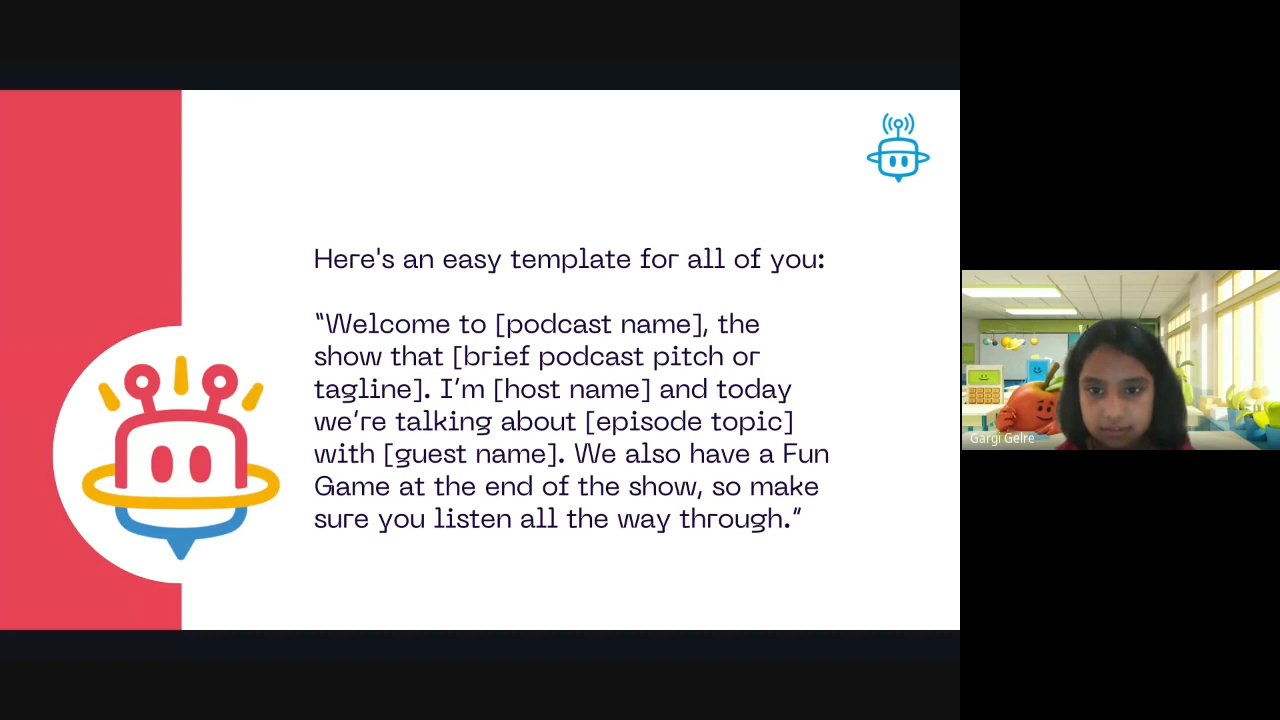 Here's an easy template for all of you:
“Welcome to [podcast name], the
show that [brief podcast pitch or
tagline]. I’m [host name] and today
we’re talking about [episode topic]
with [guest name]. We also have a Fun
Game at the end of the show, so make
sure you listen all the way through.”
Gargi Gelre